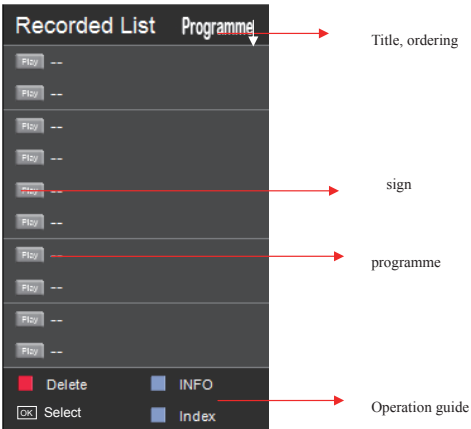 Recorded List Programme
Title, ordering
Play --
Play --
Play --
Play --
Play --
sign
Play --
Play --
programme
Play --
Play --
Play --
Delete INFO
OK Select Index
Operation guide